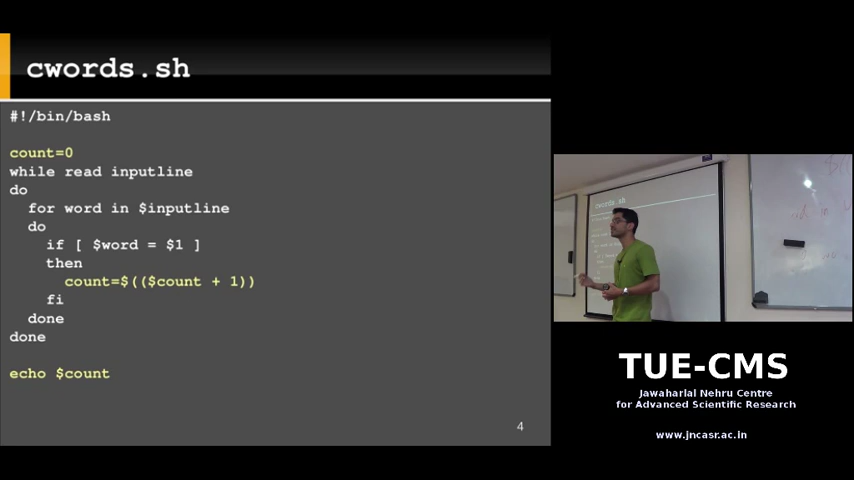 cwords.sh
#!/bin/bash
count=0
while read inputline
do
for word in $inputline
do
if [ $word = $1 ]
then
count=$(($count + 1))
fi
done
done
echo $count
4
cwords.sh
TUE-CMS
Jawaharlal Nehru Centre
for Advanced Scientific Research
www.jncasr.ac.in